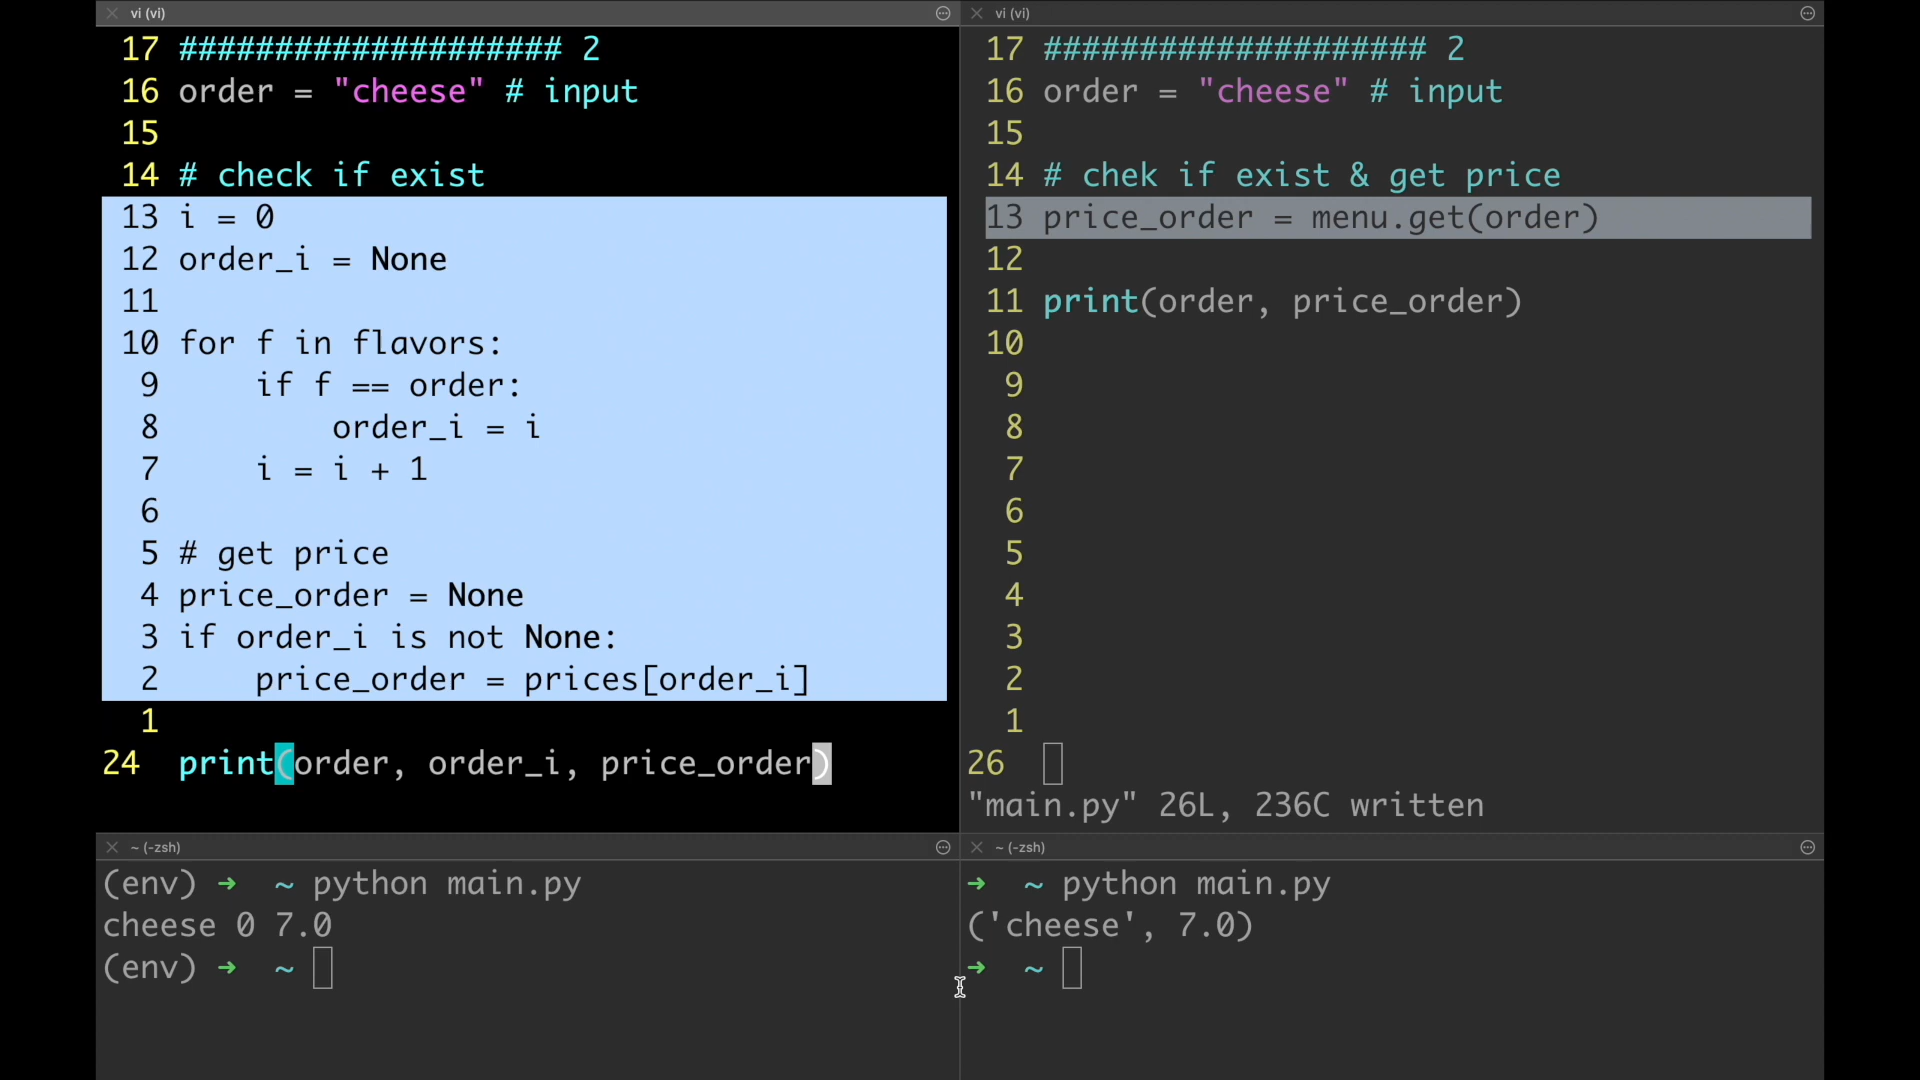 vi (vi)
17 #################### 2
16 order = "cheese" # input
15
14 # check if exist
13 i = 0
12 order_i = None
11
10 for f in flavors:
9     if f == order:
8         order_i = i
7     i = i + 1
6
5 # get price
4 price_order = None
3 if order_i is not None:
2     price_order = prices[order_i]
1
24 print(order, order_i, price_order)
vi (vi)
17 #################### 2
16 order = "cheese" # input
15
14 # chek if exist & get price
13 price_order = menu.get(order)
12
11 print(order, price_order)
10
9
8
7
6
5
4
3
2
1
26
"main.py" 26L, 236C written
~ (-zsh)
(env) ➜ ~ python main.py
cheese 0 7.0
(env) ➜ ~
~ (-zsh)
➜ ~ python main.py
('cheese', 7.0)
➜ ~